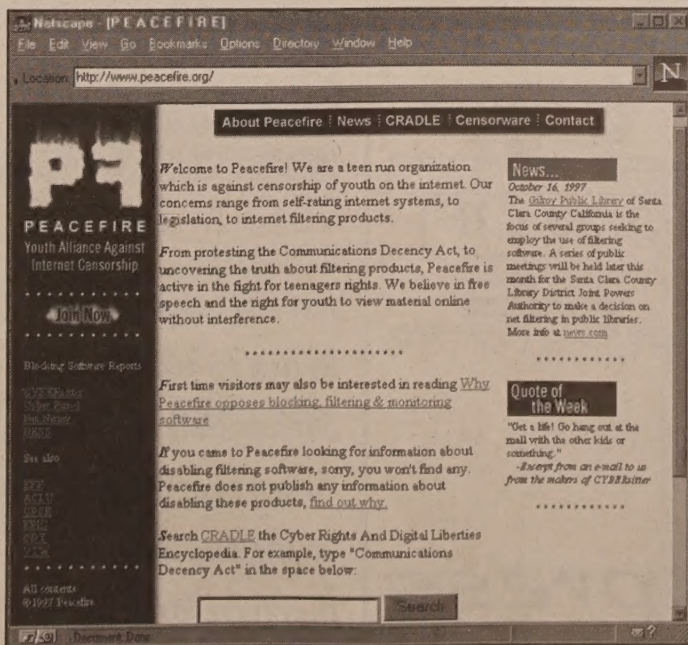 Netscape - [PEACEFIRE]
File Edit View Go Bookmarks Options Directory Window Help
Location: http://www.peacefire.org/
N
PEACEFIRE
Youth Alliance Against
Internet Censorship
Join Now
Blocking Software Reports
CYBERsitter
Cyber Patrol
Net Nanny
See also
EFF
ACLU
EPIC
CDT
VTW
All contents
©1997 Peacefire
About Peacefire News CRADLE Censorware Contact
Welcome to Peacefire! We are a teen run organization
which is against censorship of youth on the internet. Our
concerns range from self-rating internet systems, to
legislation, to internet filtering products.
From protesting the Communications Decency Act, to
uncovering the truth about filtering products, Peacefire is
active in the fight for teenagers rights. We believe in free
speech and the right for youth to view material online
without interference.
First time visitors may also be interested in reading Why
Peacefire opposes blocking, filtering & monitoring
software
If you came to Peacefire looking for information about
disabling filtering software, sorry, you won't find any.
Peacefire does not publish any information about
disabling these products, find out why.
Search CRADLE the Cyber Rights And Digital Liberties
Encyclopedia. For example, type "Communications
Decency Act" in the space below:
Search
News...
October 16, 1997
The Gilroy Public Library of Santa
Clara County California is the
focus of several groups seeking to
employ the use of filtering
software. A series of public
meetings will be held later this
month for the Santa Clara County
Library District Joint Powers
Authority to make a decision on
net filtering in public libraries.
More info at news.com
Quote of
the Week
"Get a life! Go hang out at the
mall with the other kids or
something."
-Excerpt from an e-mail to us
from the makers of CYBERsitter
Document: Done